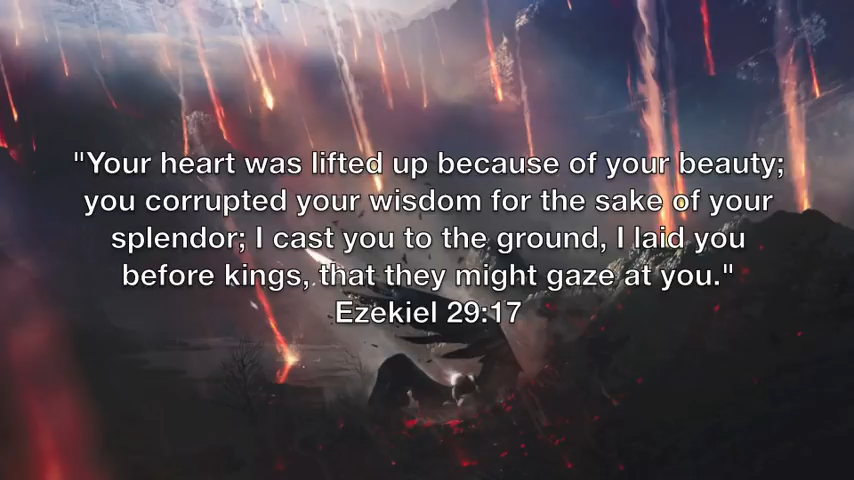 "Your heart was lifted up because of your beauty;
you corrupted your wisdom for the sake of your
splendor; I cast you to the ground, I laid you
before kings, that they might gaze at you."
Ezekiel 29:17